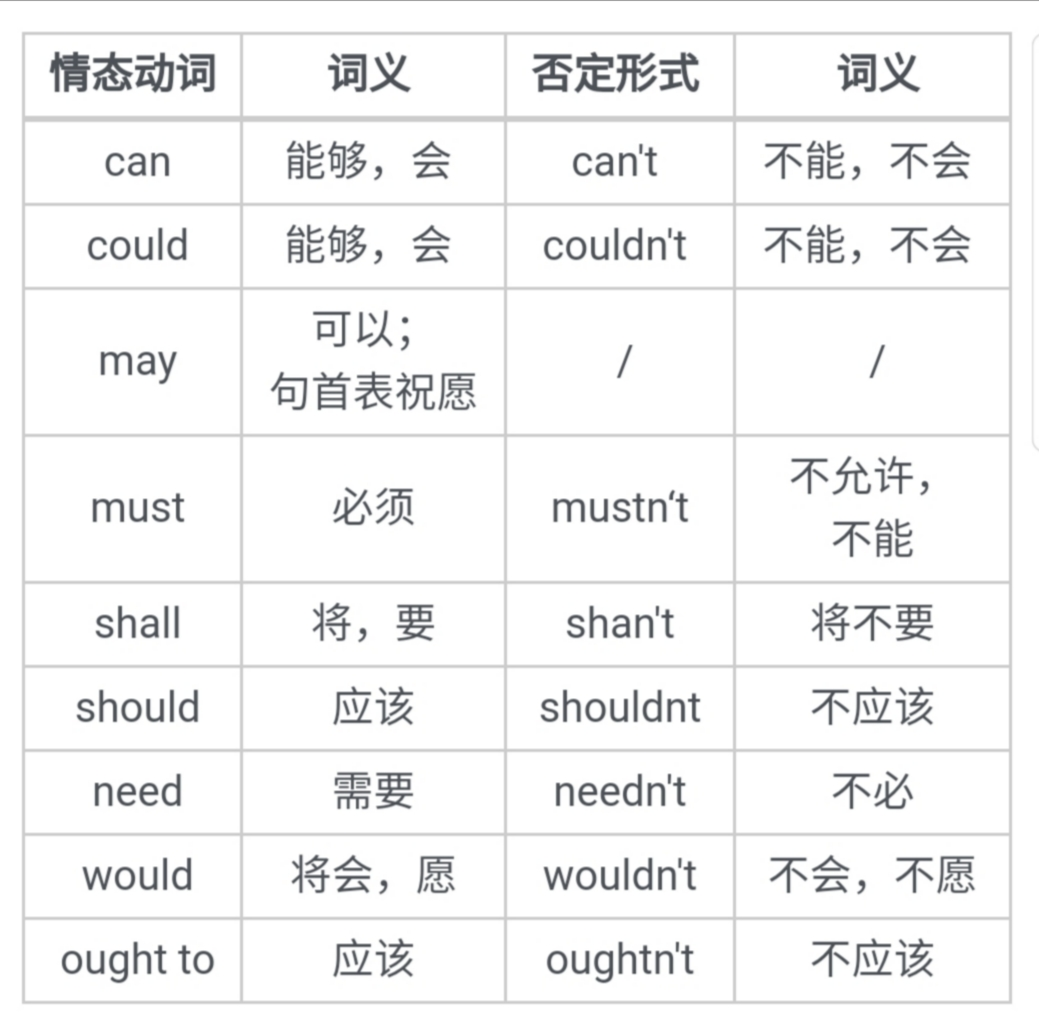 情态动词 词义 否定形式 词义
can 能够，会 can't 不能，不会
could 能够，会 couldn't 不能，不会
may 可以；
句首表祝愿 / /
must 必须 mustn‘t 不允许，
不能
shall 将，要 shan't 将不要
should 应该 shouldnt 不应该
need 需要 needn't 不必
would 将会，愿 wouldn't 不会，不愿
ought to 应该 oughtn't 不应该